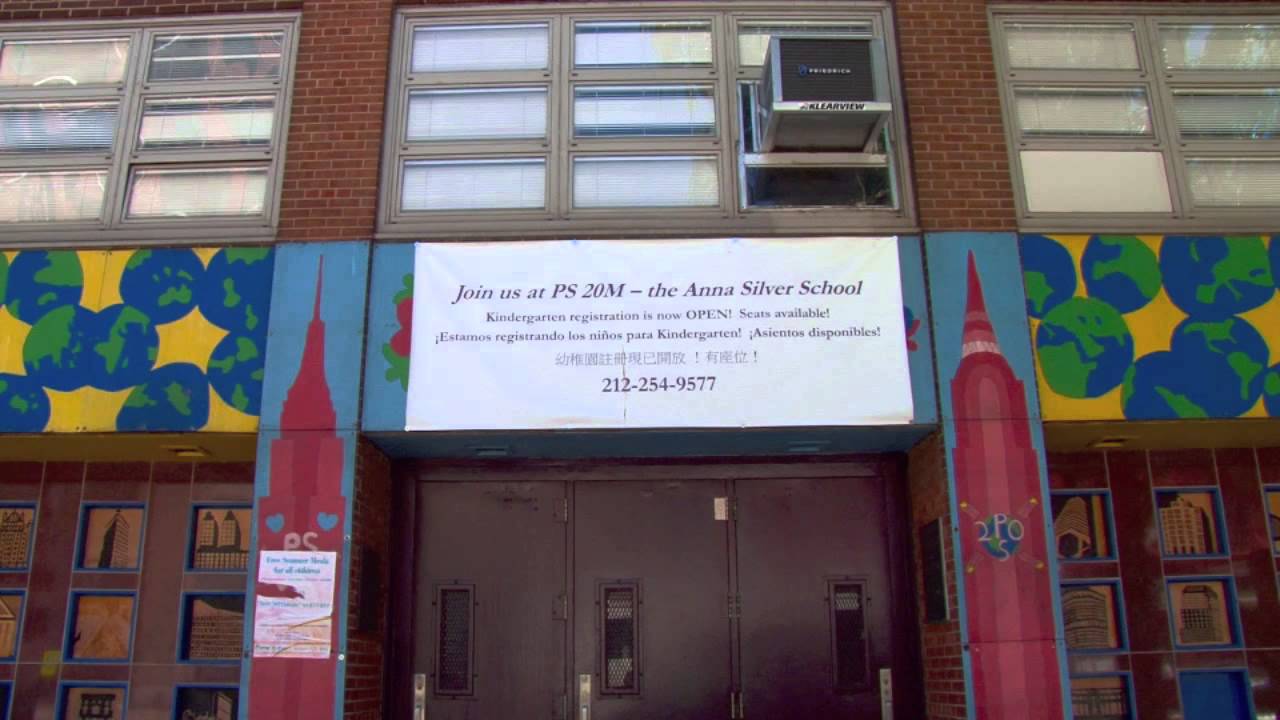 FRIEDRICH
KLEARVIEW
Join us at PS 20M – the Anna Silver School
Kindergarten registration is now OPEN! Seats available!
¡Estamos registrando los niños para Kindergarten! ¡Asientos disponibles!
幼稚園註冊現已開放！有座位！
212-254-9577
PS
2P0
S
Free Summer Meals
for all children